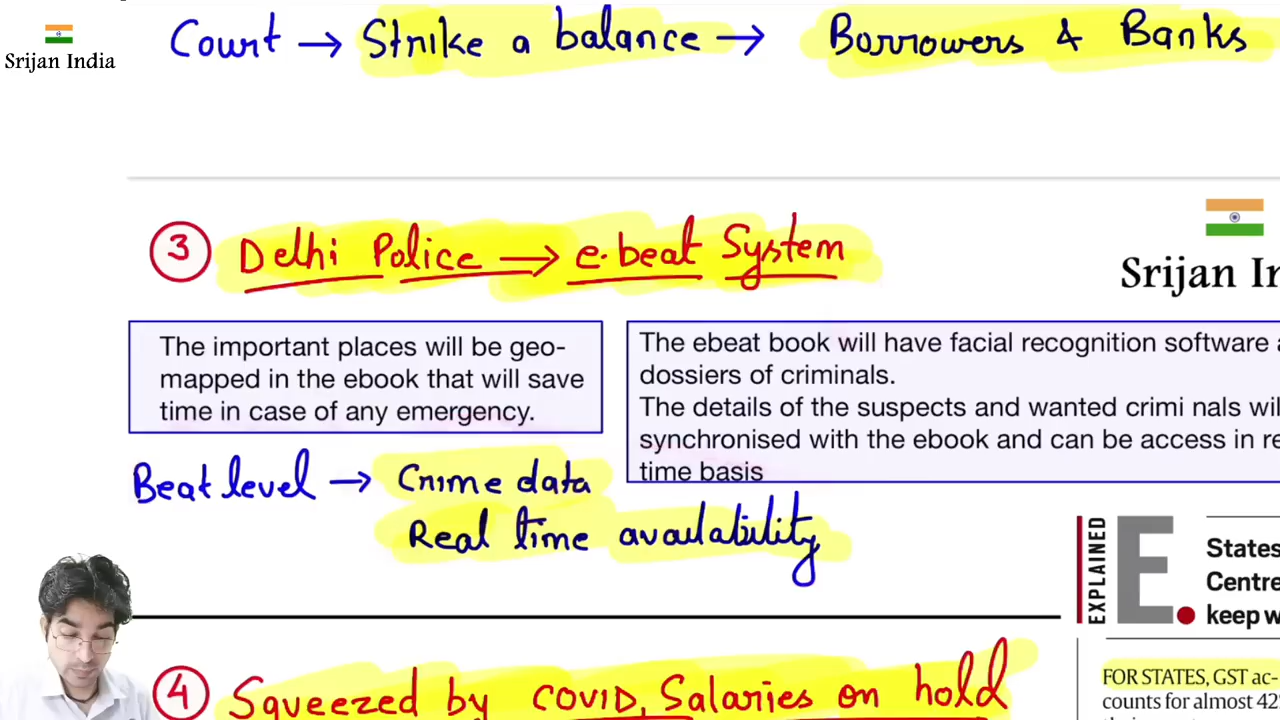 Srijan India
Court → Strike a balance → Borrowers & Banks
3 Delhi Police → e-beat System
Srijan
The important places will be geo-
mapped in the ebook that will save
time in case of any emergency.
The ebeat book will have facial recognition software
dossiers of criminals.
The details of the suspects and wanted crimi nals
synchronised with the ebook and can be access in
time basis
Beat level → Crime data
Real time availability
EXPLAINED
E.
States
Centre
keep
4 Squeezed by COVID, Salaries on hold
FOR STATES, GST ac-
counts for almost 42